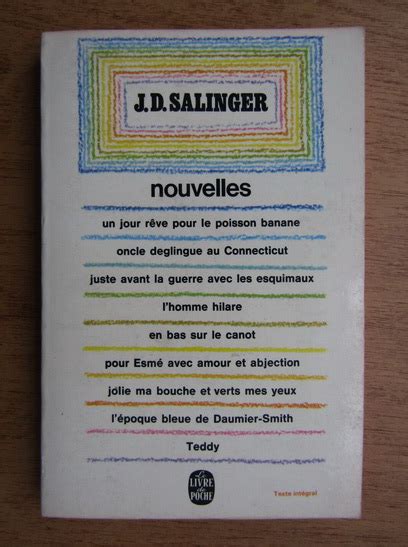 J.D. SALINGER
nouvelles
un jour rêve pour le poisson banane
oncle deglingue au Connecticut
juste avant la guerre avec les esquimaux
l'homme hilare
en bas sur le canot
pour Esmé avec amour et abjection
jolie ma bouche et verts mes yeux
l'époque bleue de Daumier-Smith
Teddy
Le
LIVRE
de
POCHE
Texte intégral